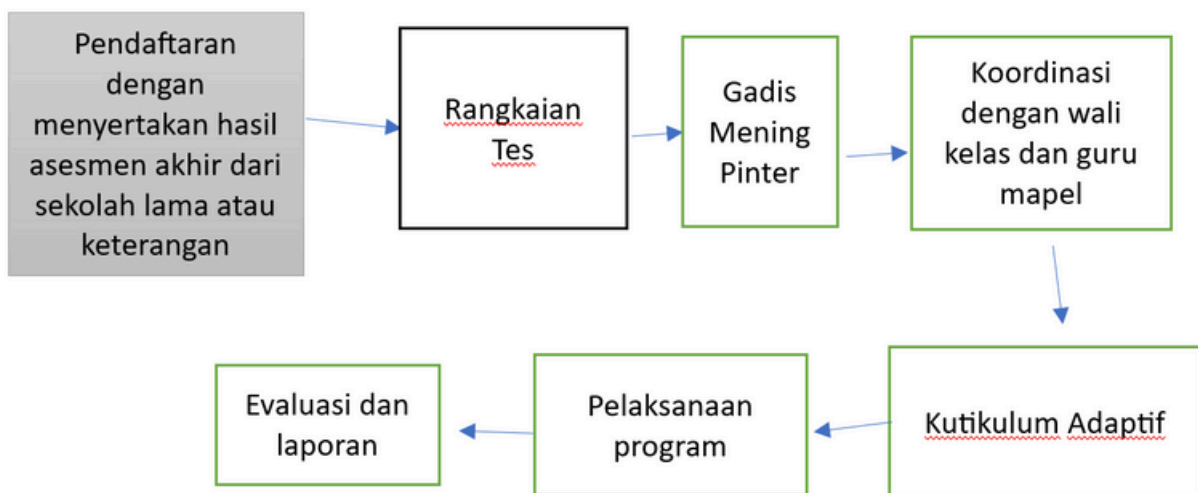 Pendaftaran
dengan
menyertakan hasil
asesmen akhir dari
sekolah lama atau
keterangan
Rangkaian
Tes
Gadis
Mening
Pinter
Koordinasi
dengan wali
kelas dan guru
mapel
Kutikulum Adaptif
Pelaksanaan
program
Evaluasi dan
laporan